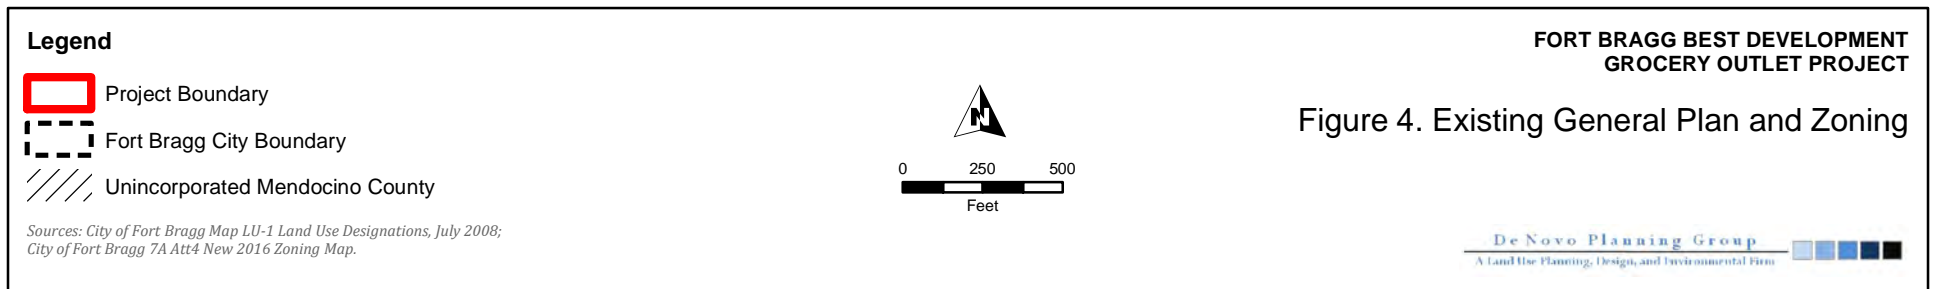 Legend
Project Boundary
Fort Bragg City Boundary
Unincorporated Mendocino County
Sources: City of Fort Bragg Map LU-1 Land Use Designations, July 2008;
City of Fort Bragg 7A Att4 New 2016 Zoning Map.
N
0 250 500
Feet
FORT BRAGG BEST DEVELOPMENT
GROCERY OUTLET PROJECT
Figure 4. Existing General Plan and Zoning
De Novo Planning Group
A Land Use Planning, Design, and Environmental Firm